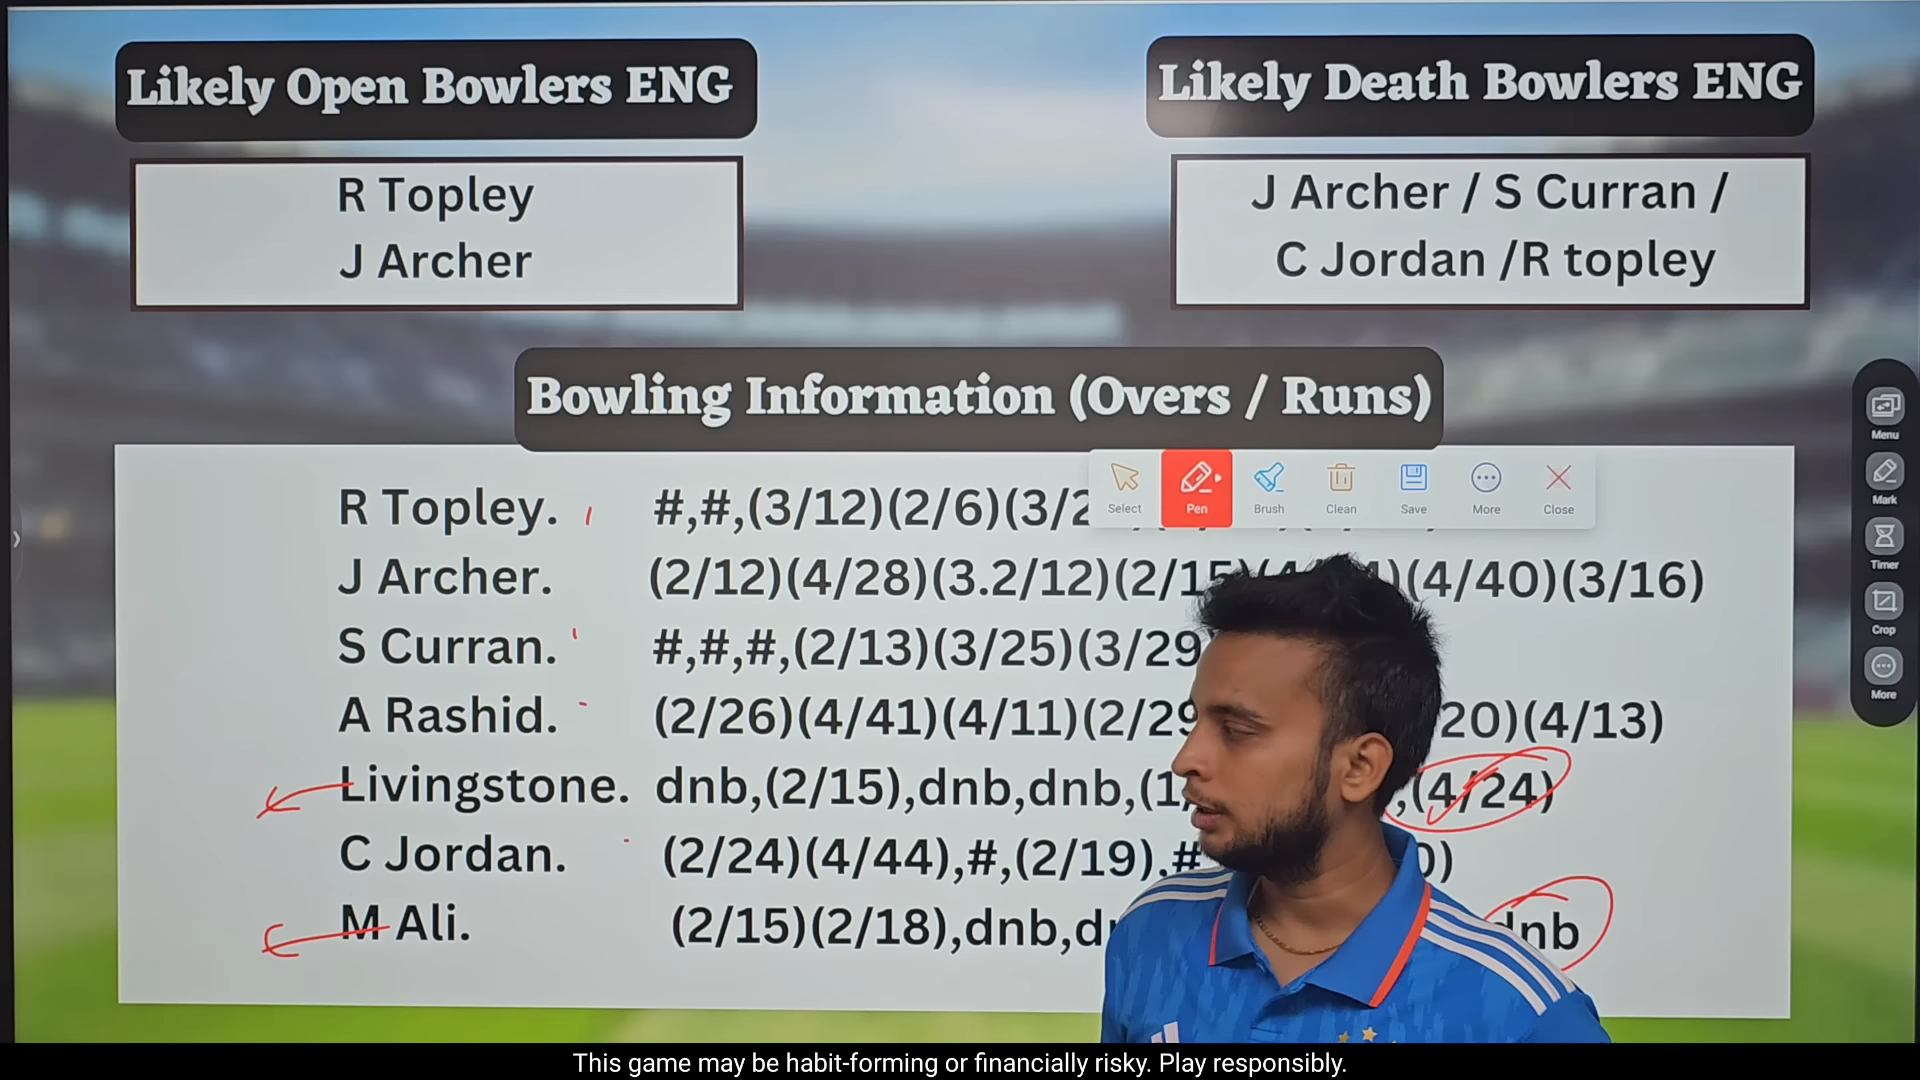 Likely Open Bowlers ENG
Likely Death Bowlers ENG
R Topley
J Archer
J Archer / S Curran /
C Jordan /R topley
Bowling Information (Overs / Runs)
Select Pen Brush Clean Save More Close
R Topley. #,#,(3/12)(2/6)(3/2
J Archer. (2/12)(4/28)(3.2/12)(2/15) (4/40)(3/16)
S Curran. #,#,#,(2/13)(3/25)(3/29
A Rashid. (2/26)(4/41)(4/11)(2/29 20)(4/13)
Livingstone. dnb,(2/15),dnb,dnb,(1 ,(4/24)
C Jordan. (2/24)(4/44),#,(2/19),# 0)
M Ali. (2/15)(2/18),dnb, dnb
Menu
Mark
Timer
Crop
More
This game may be habit-forming or financially risky. Play responsibly.